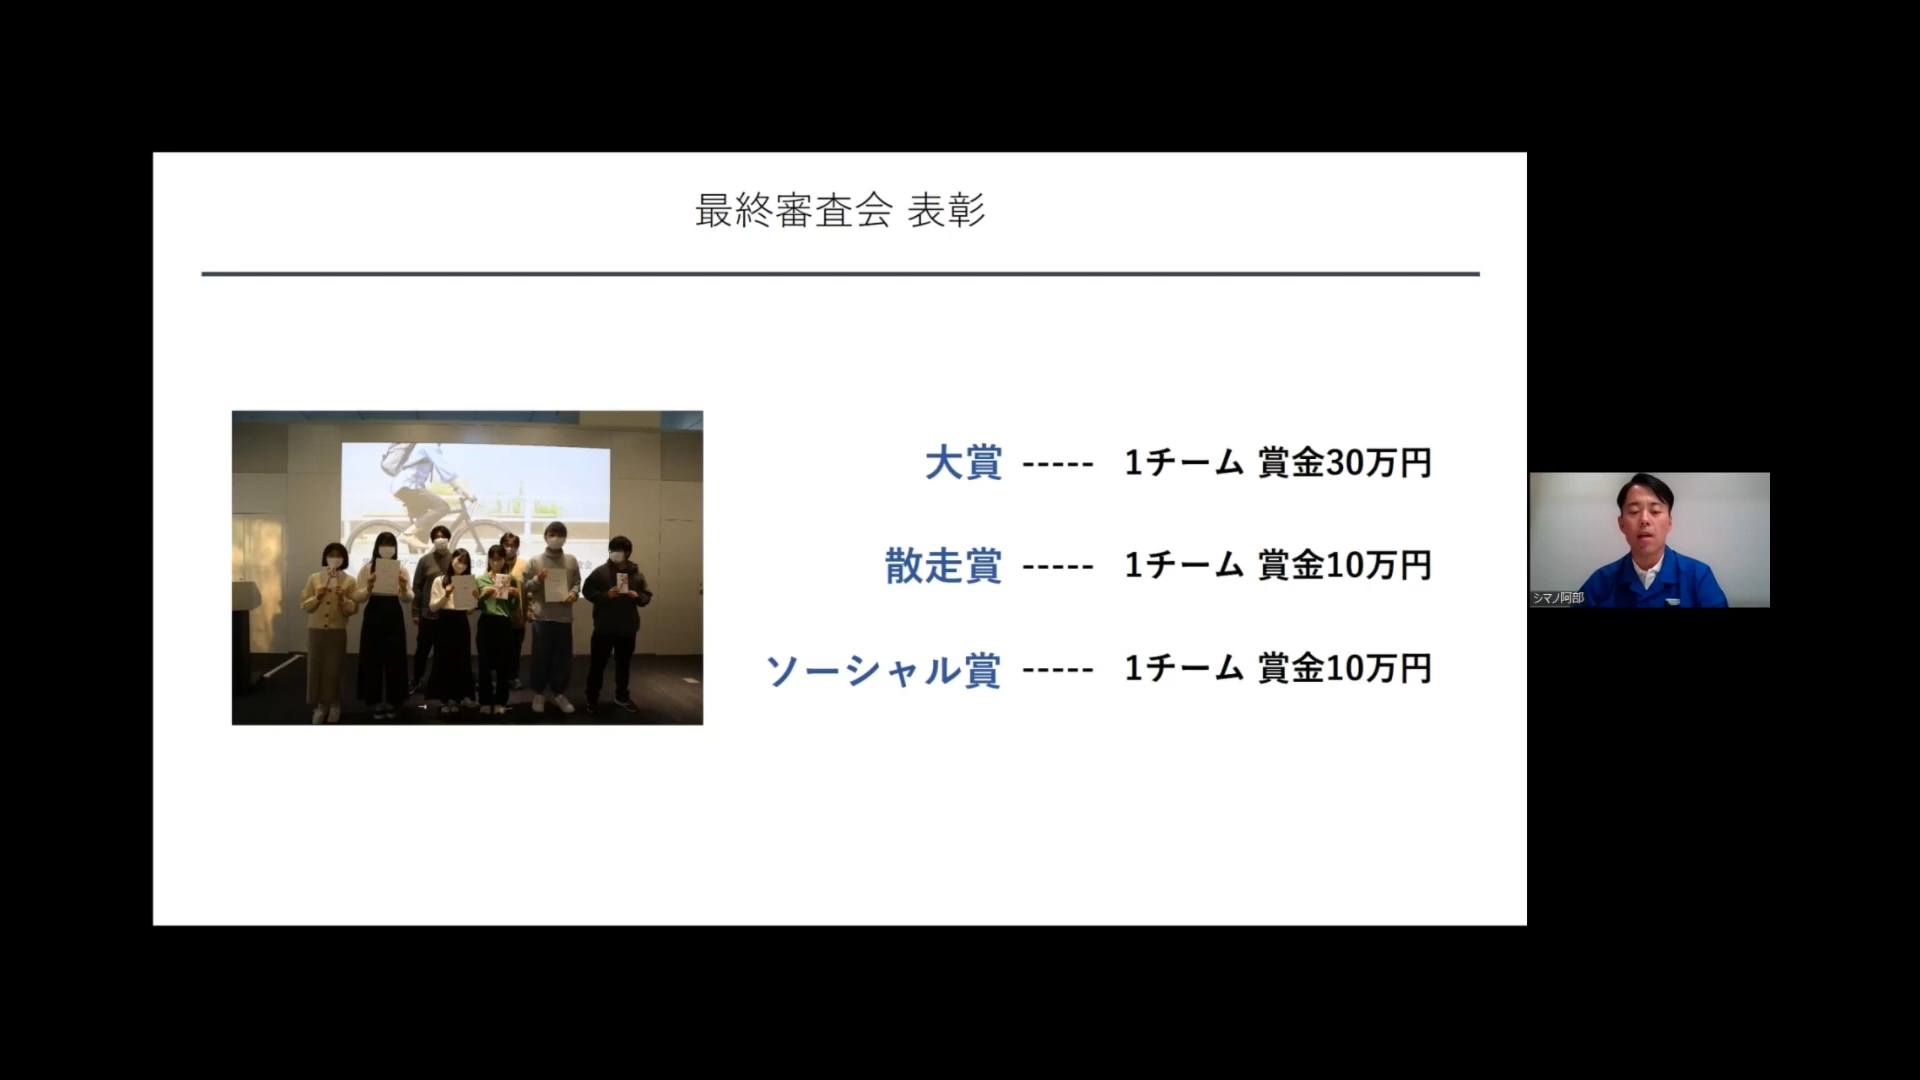 最終審査会 表彰
大賞 ----- 1チーム 賞金30万円
散走賞 ----- 1チーム 賞金10万円
ソーシャル賞 ----- 1チーム 賞金10万円
シマノ阿部